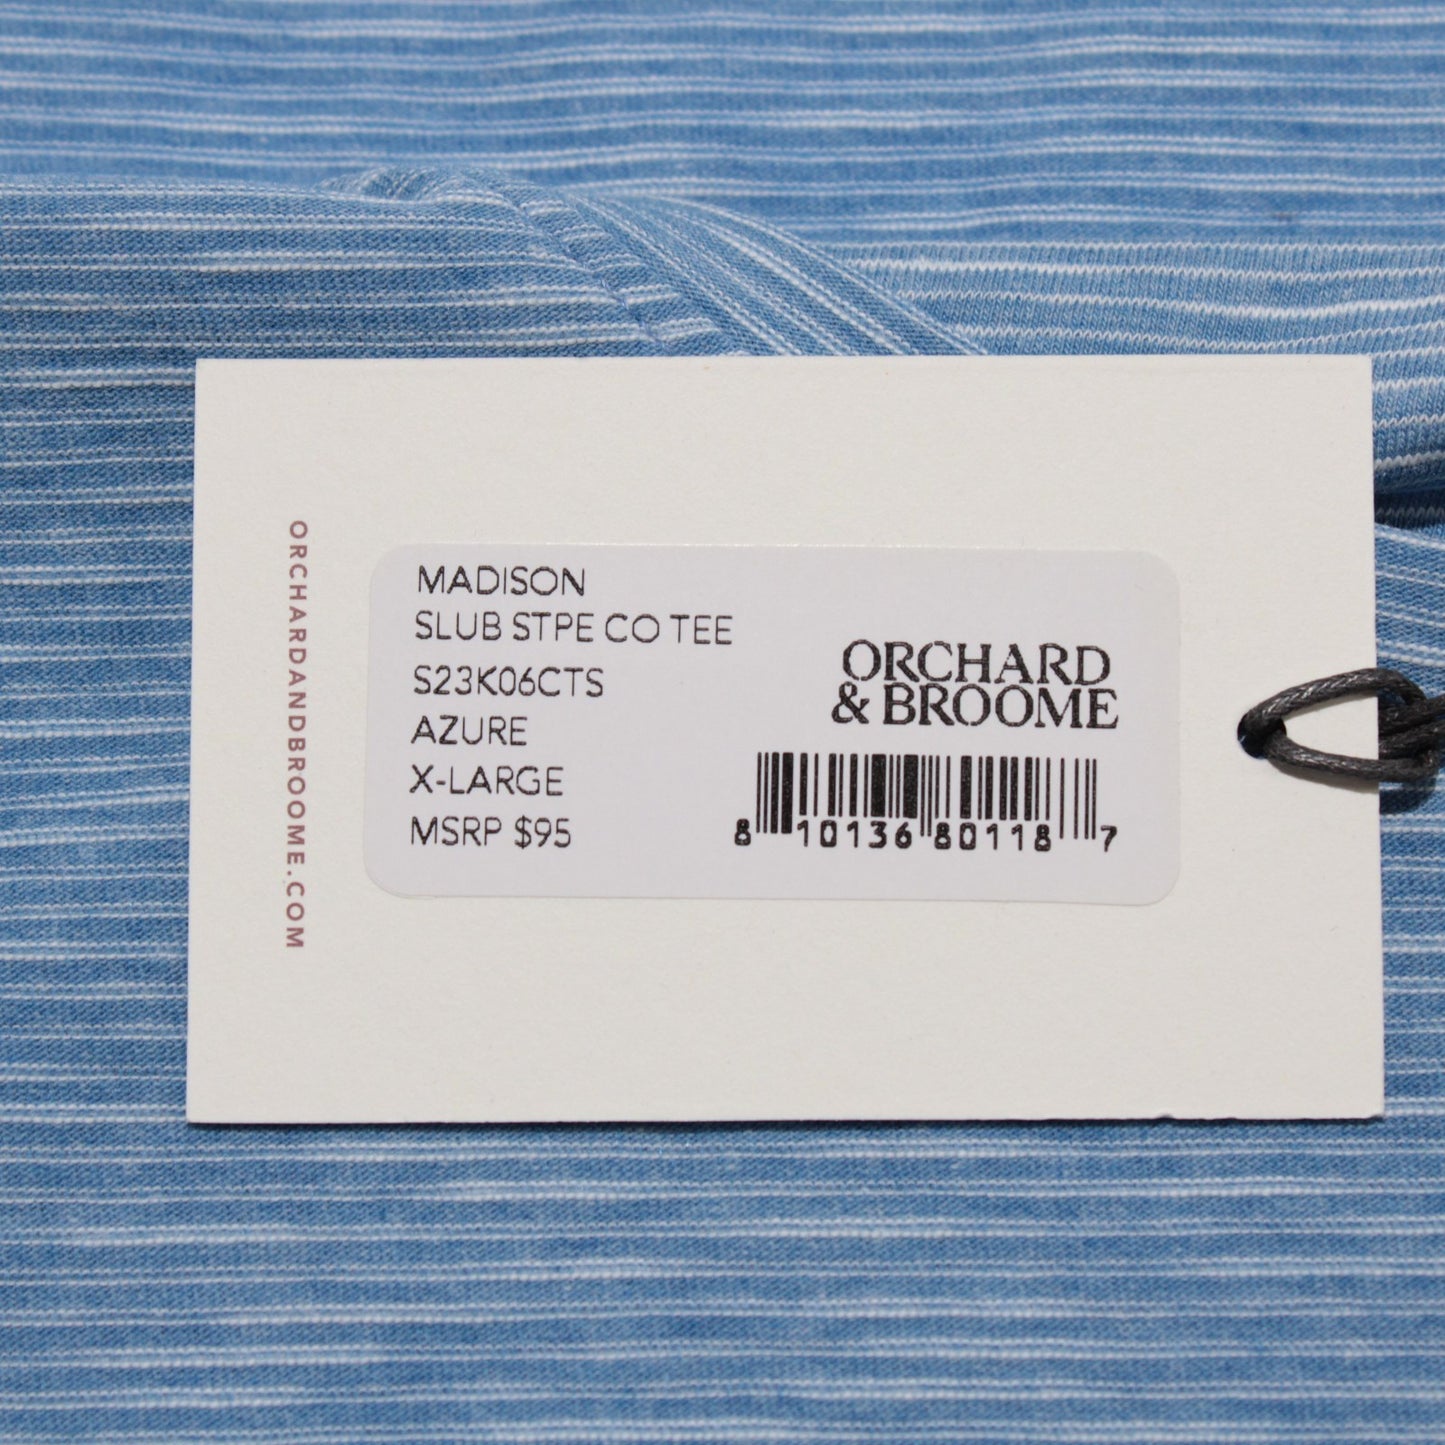 ORCHARDANDBROOME.COM
MADISON
SLUB STPE CO TEE
S23K06CTS
AZURE
X-LARGE
MSRP $95
ORCHARD
& BROOME
8 10136 80118 7